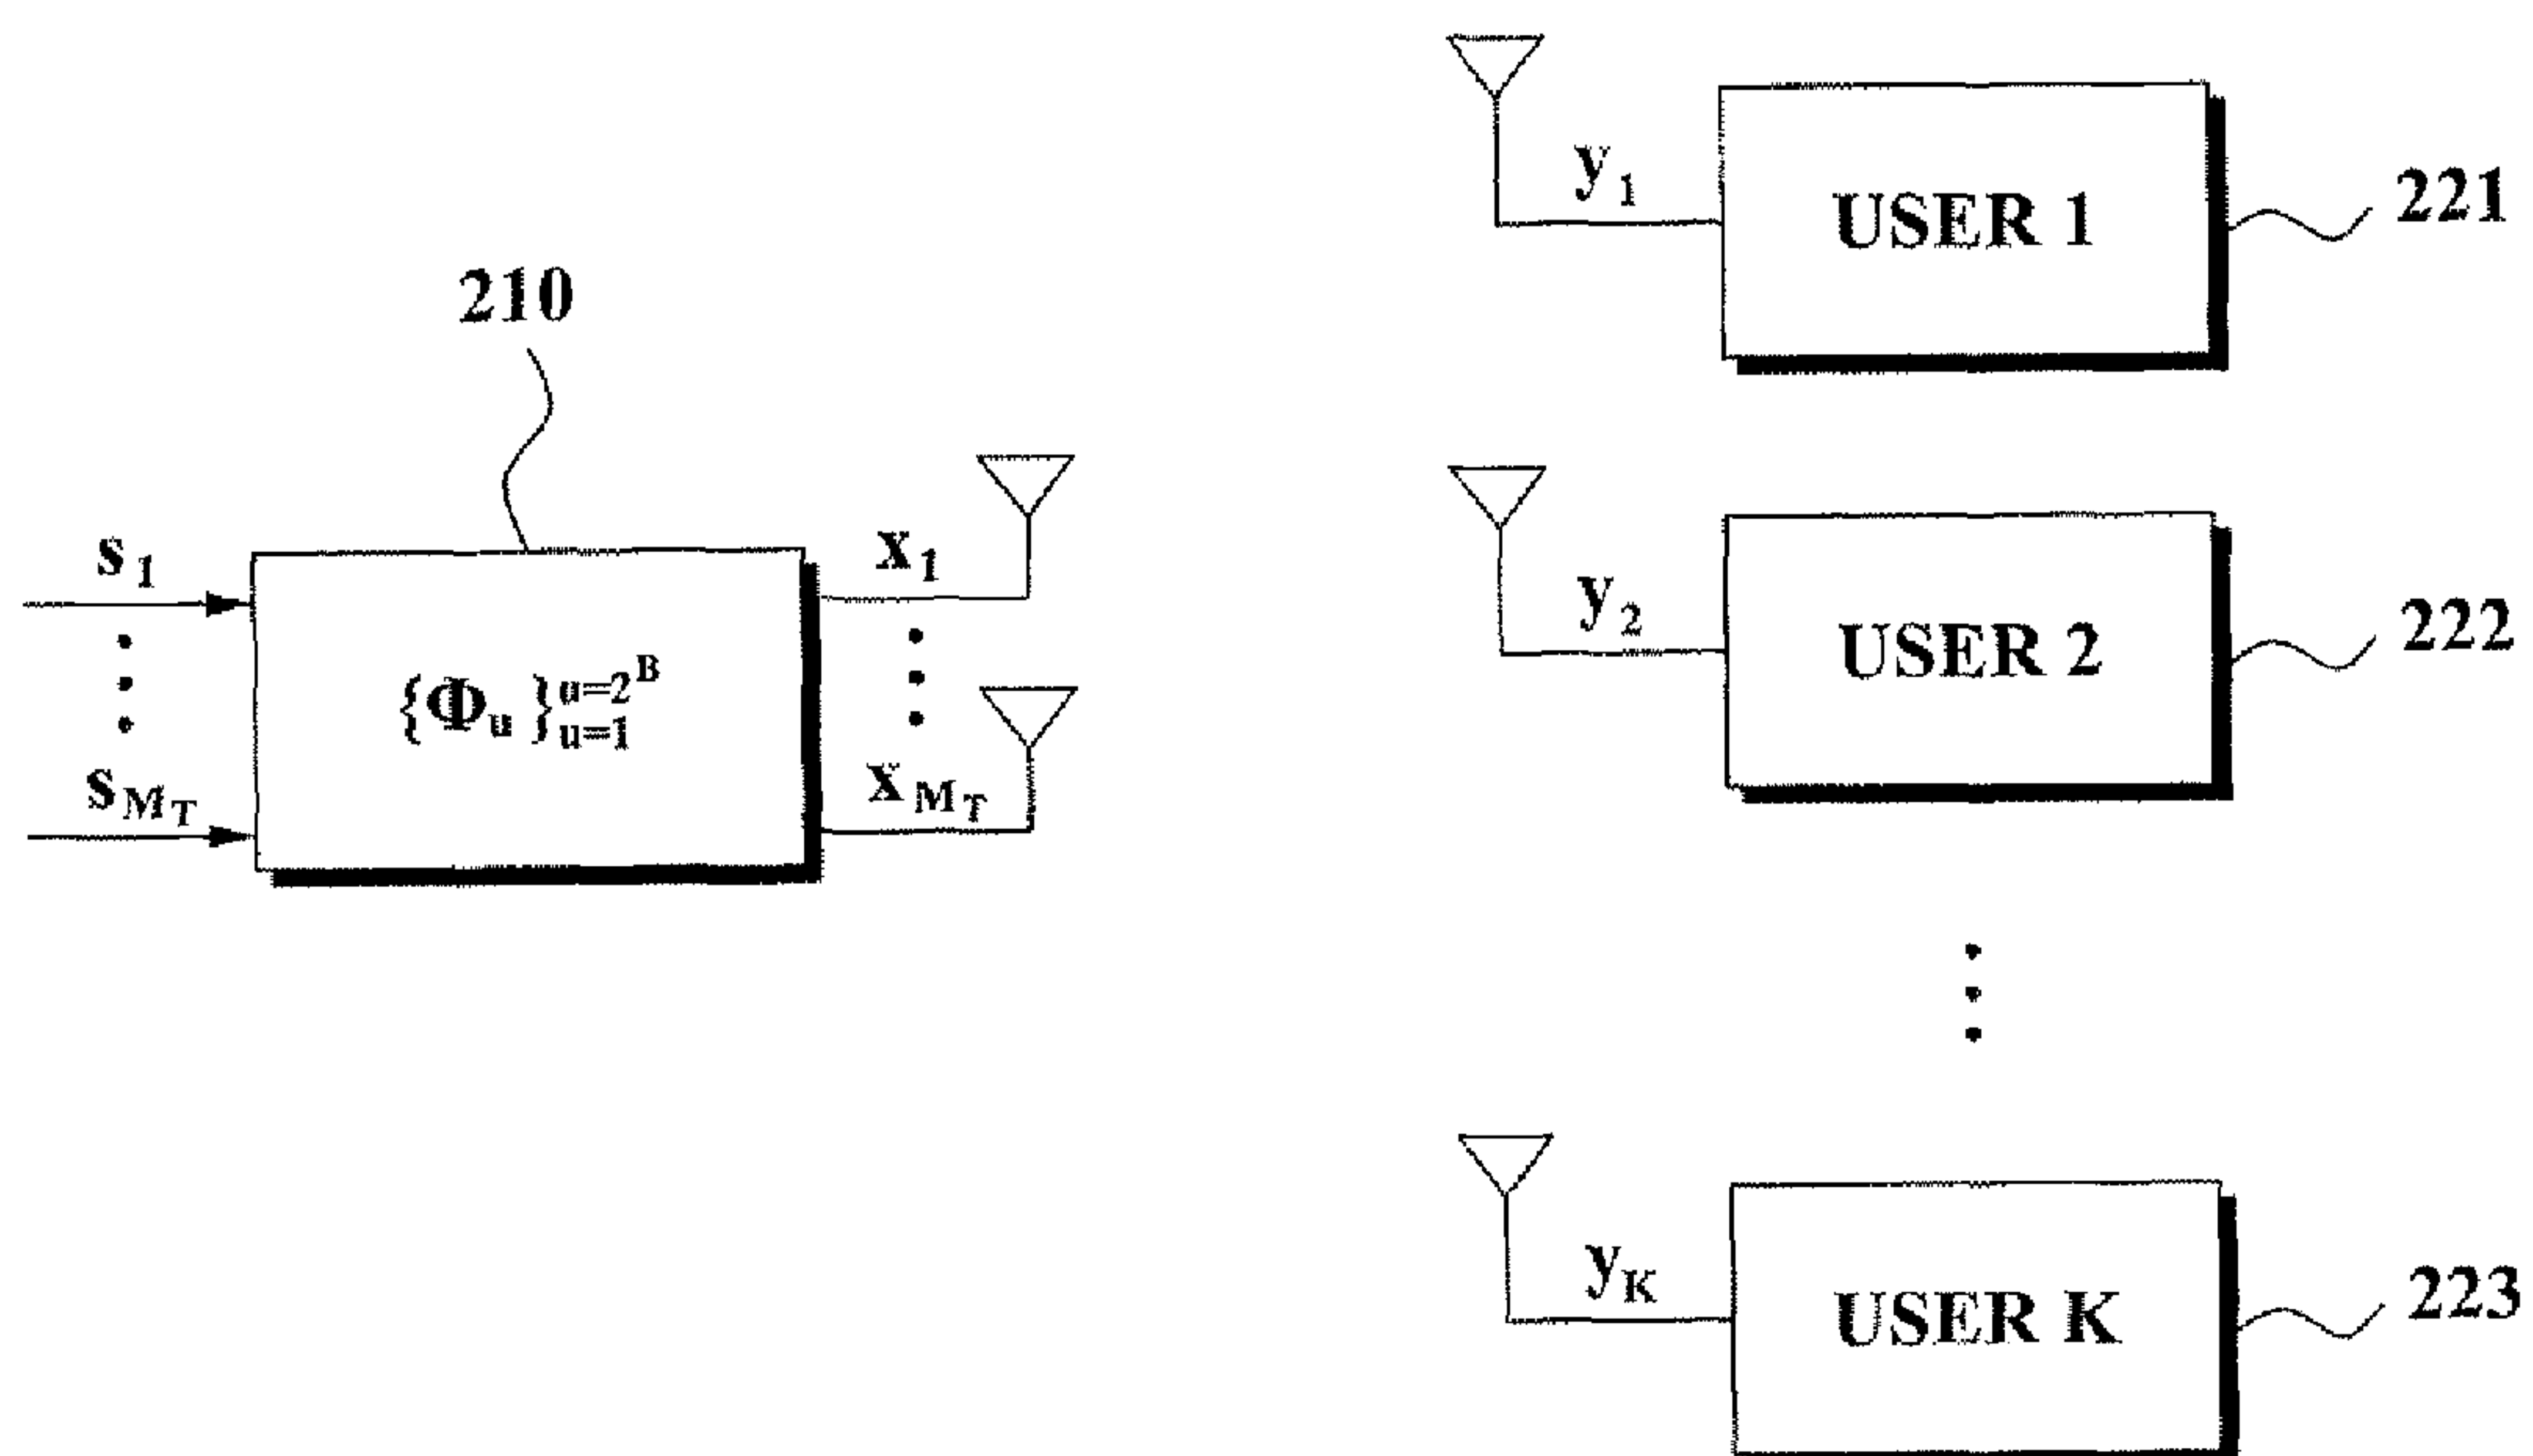 210
s1
sMT
{Φu}u=1 u=2^B
x1
xMT
y1
USER 1
221
y2
USER 2
222
yK
USER K
223